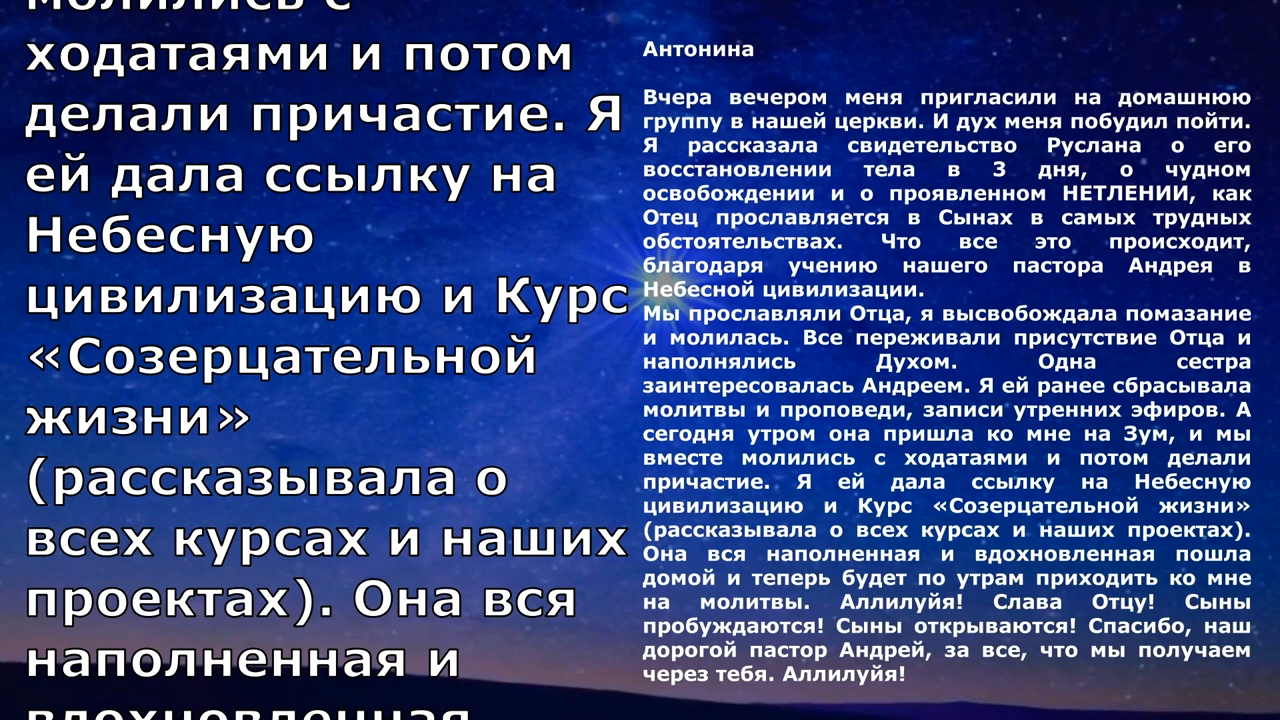 молились с
ходатаями и потом
делали причастие. Я
ей дала ссылку на
Небесную
цивилизацию и Курс
«Созерцательной
жизни»
(рассказывала о
всех курсах и наших
проектах). Она вся
наполненная и
вдохновленная
Антонина
Вчера вечером меня пригласили на домашнюю
группу в нашей церкви. И дух меня побудил пойти.
Я рассказала свидетельство Руслана о его
восстановлении тела в 3 дня, о чудном
освобождении и о проявленном НЕТЛЕНИИ, как
Отец прославляется в Сынах в самых трудных
обстоятельствах. Что все это происходит,
благодаря учению нашего пастора Андрея в
Небесной цивилизации.
Мы прославляли Отца, я высвобождала помазание
и молилась. Все переживали присутствие Отца и
наполнялись Духом. Одна сестра
заинтересовалась Андреем. Я ей ранее сбрасывала
молитвы и проповеди, записи утренних эфиров. А
сегодня утром она пришла ко мне на Зум, и мы
вместе молились с ходатаями и потом делали
причастие. Я ей дала ссылку на Небесную
цивилизацию и Курс «Созерцательной жизни»
(рассказывала о всех курсах и наших проектах).
Она вся наполненная и вдохновленная пошла
домой и теперь будет по утрам приходить ко мне
на молитвы. Аллилуйя! Слава Отцу! Сыны
пробуждаются! Сыны открываются! Спасибо, наш
дорогой пастор Андрей, за все, что мы получаем
через тебя. Аллилуйя!